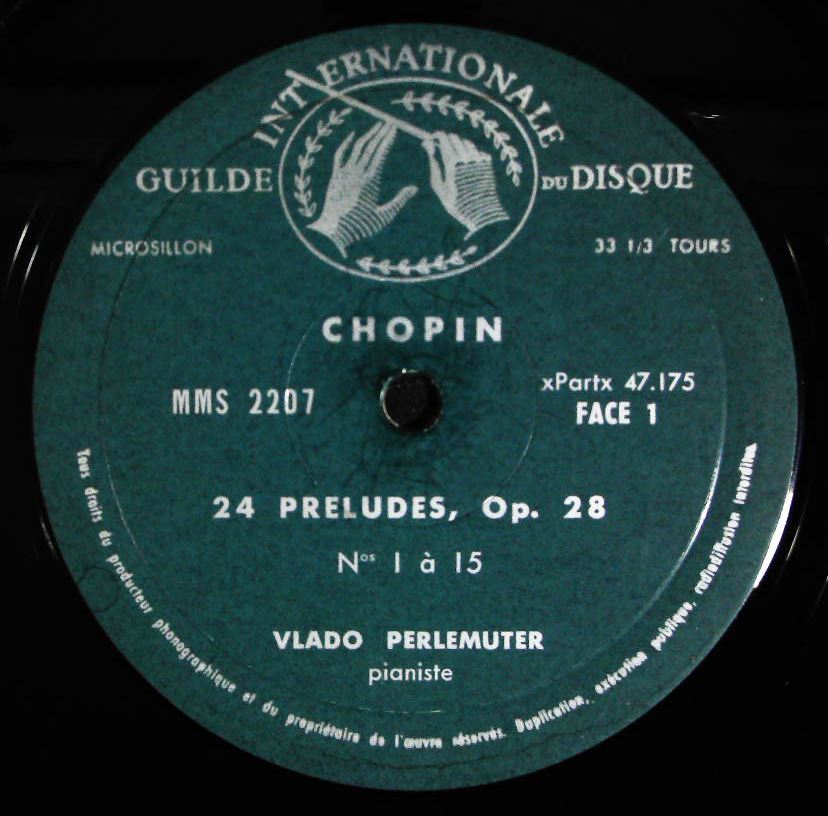 INTERNATIONALE
GUILDE DU DISQUE
MICROSILLON
33 1/3 TOURS
CHOPIN
MMS 2207
xPartx 47.175
FACE 1
24 PRELUDES, Op. 28
Nos 1 à 15
VLADO PERLEMUTER
pianiste
Tous droits du producteur phonographique et du propriétaire de l'œuvre réservés. Duplication, exécution publique, radiodiffusion interdites